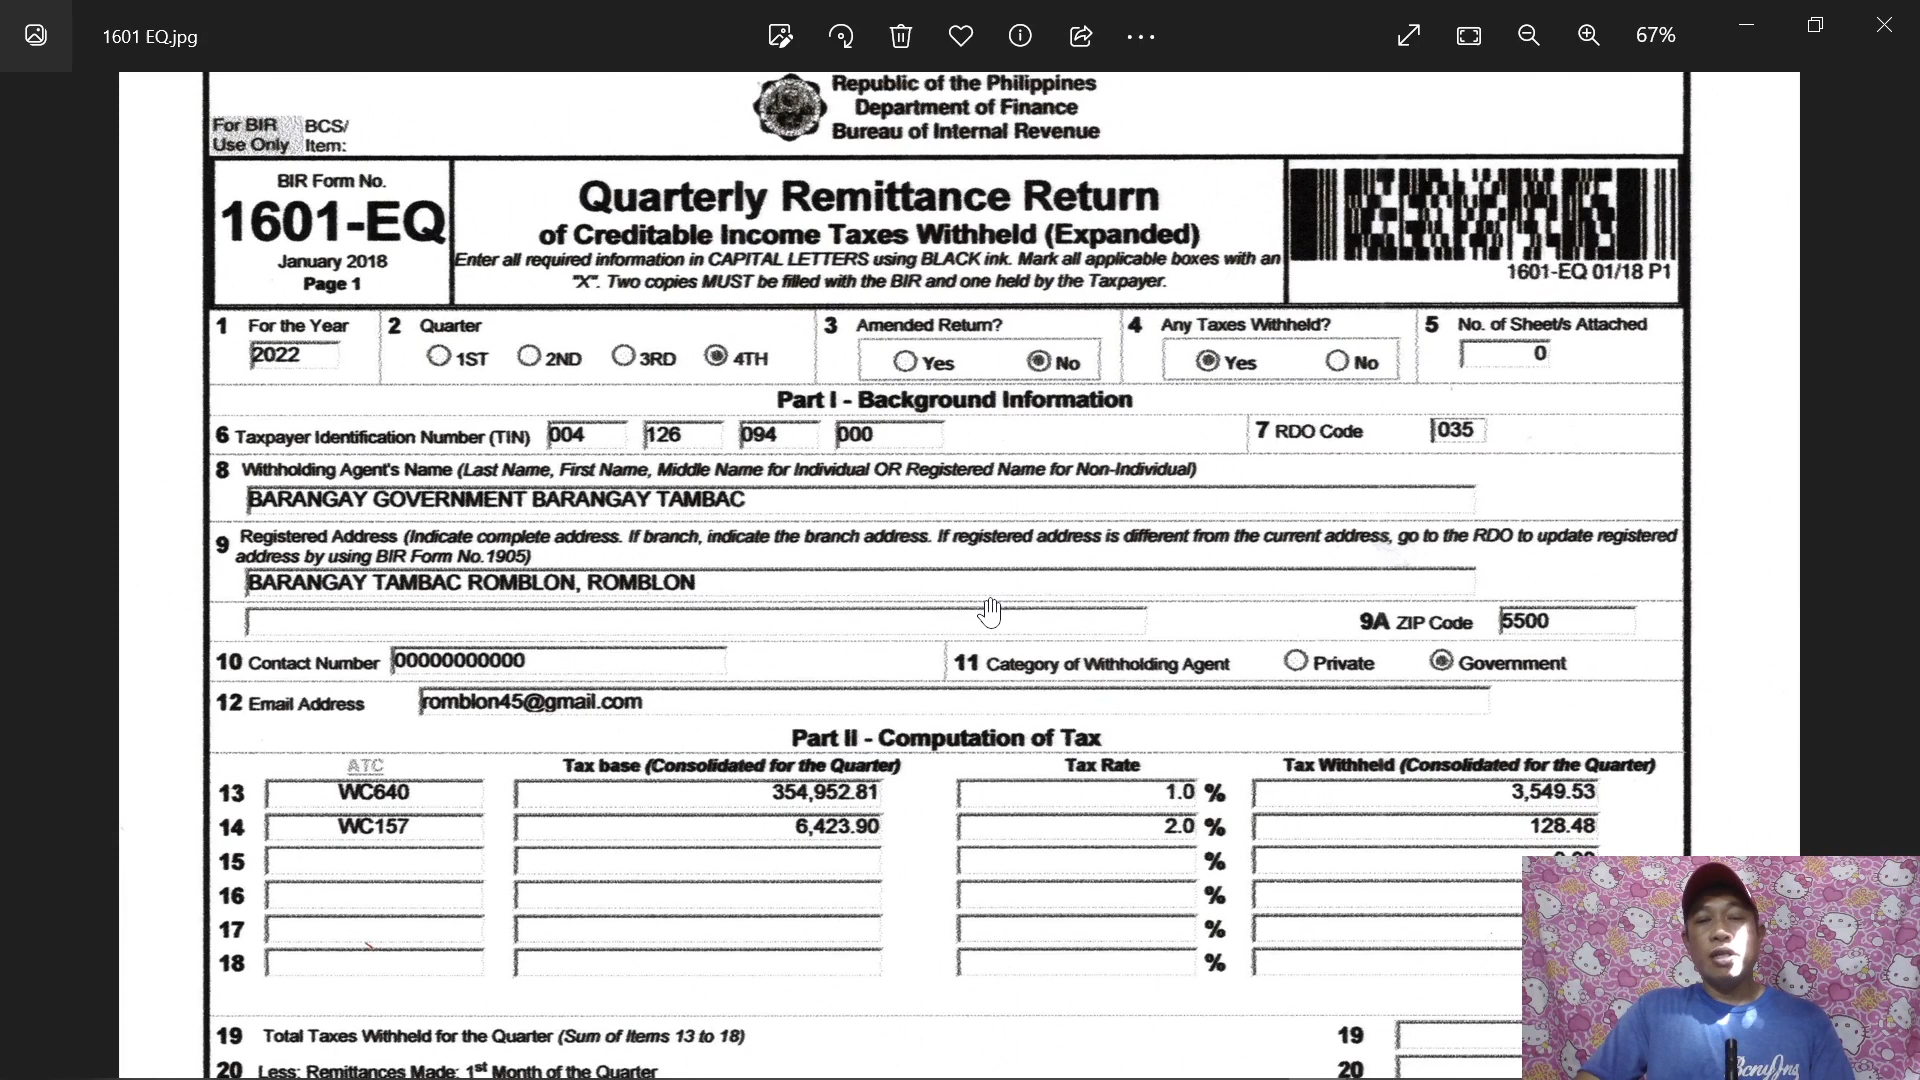 1601 EQ.jpg
67%
Republic of the Philippines
Department of Finance
Bureau of Internal Revenue
For BIR BCS/
Use Only Item:
BIR Form No.
1601-EQ
January 2018
Page 1
Quarterly Remittance Return
of Creditable Income Taxes Withheld (Expanded)
Enter all required information in CAPITAL LETTERS using BLACK ink. Mark all applicable boxes with an
"X". Two copies MUST be filled with the BIR and one held by the Taxpayer.
1601-EQ 01/18 P1
1 For the Year 2 Quarter 3 Amended Return? 4 Any Taxes Withheld? 5 No. of Sheet/s Attached
2022 1ST 2ND 3RD 4TH Yes No Yes No 0
Part I - Background Information
6 Taxpayer Identification Number (TIN) 004 126 094 000 7 RDO Code 035
8 Withholding Agent's Name (Last Name, First Name, Middle Name for Individual OR Registered Name for Non-Individual)
BARANGAY GOVERNMENT BARANGAY TAMBAC
9 Registered Address (Indicate complete address. If branch, indicate the branch address. If registered address is different from the current address, go to the RDO to update registered
address by using BIR Form No.1905)
BARANGAY TAMBAC ROMBLON, ROMBLON
9A ZIP Code 5500
10 Contact Number 00000000000 11 Category of Withholding Agent Private Government
12 Email Address romblon45@gmail.com
Part II - Computation of Tax
ATC Tax base (Consolidated for the Quarter) Tax Rate Tax Withheld (Consolidated for the Quarter)
13 WC640 354,952.81 1.0 % 3,549.53
14 WC157 6,423.90 2.0 % 128.48
15 %
16 %
17 %
18 %
19 Total Taxes Withheld for the Quarter (Sum of Items 13 to 18) 19
20 Less: Remittances Made: 1st Month of the Quarter 20